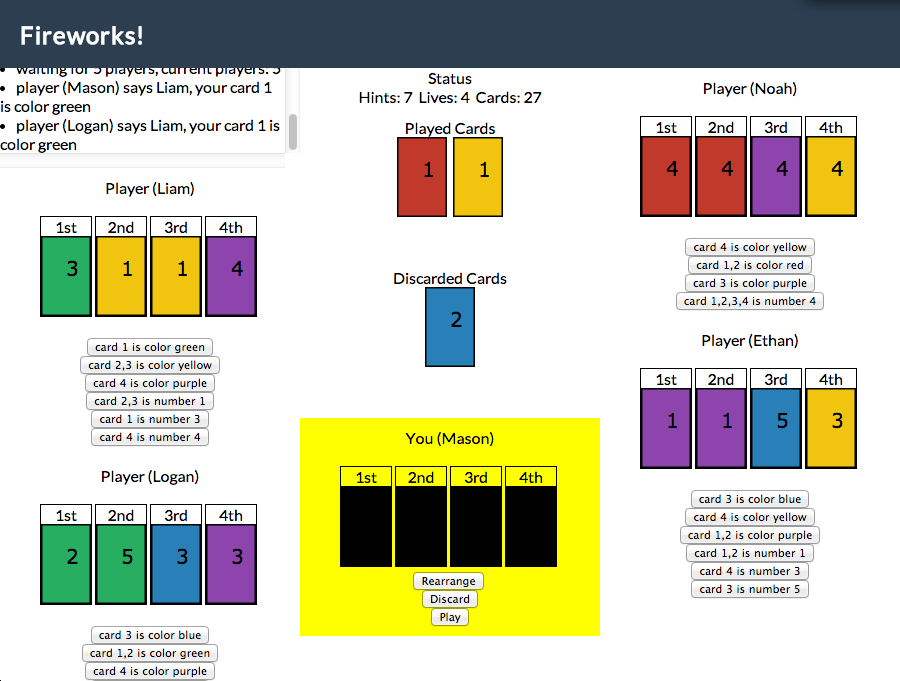 Fireworks!
waiting for 5 players, current players: 5
player (Mason) says Liam, your card 1
is color green
player (Logan) says Liam, your card 1 is
color green
Player (Liam)
1st 2nd 3rd 4th
3 1 1 4
card 1 is color green
card 2,3 is color yellow
card 4 is color purple
card 2,3 is number 1
card 1 is number 3
card 4 is number 4
Player (Logan)
1st 2nd 3rd 4th
2 5 3 3
card 3 is color blue
card 1,2 is color green
card 4 is color purple
Status
Hints: 7 Lives: 4 Cards: 27
Played Cards
1 1
Discarded Cards
2
You (Mason)
1st 2nd 3rd 4th
Rearrange
Discard
Play
Player (Noah)
1st 2nd 3rd 4th
4 4 4 4
card 4 is color yellow
card 1,2 is color red
card 3 is color purple
card 1,2,3,4 is number 4
Player (Ethan)
1st 2nd 3rd 4th
1 1 5 3
card 3 is color blue
card 4 is color yellow
card 1,2 is color purple
card 1,2 is number 1
card 4 is number 3
card 3 is number 5